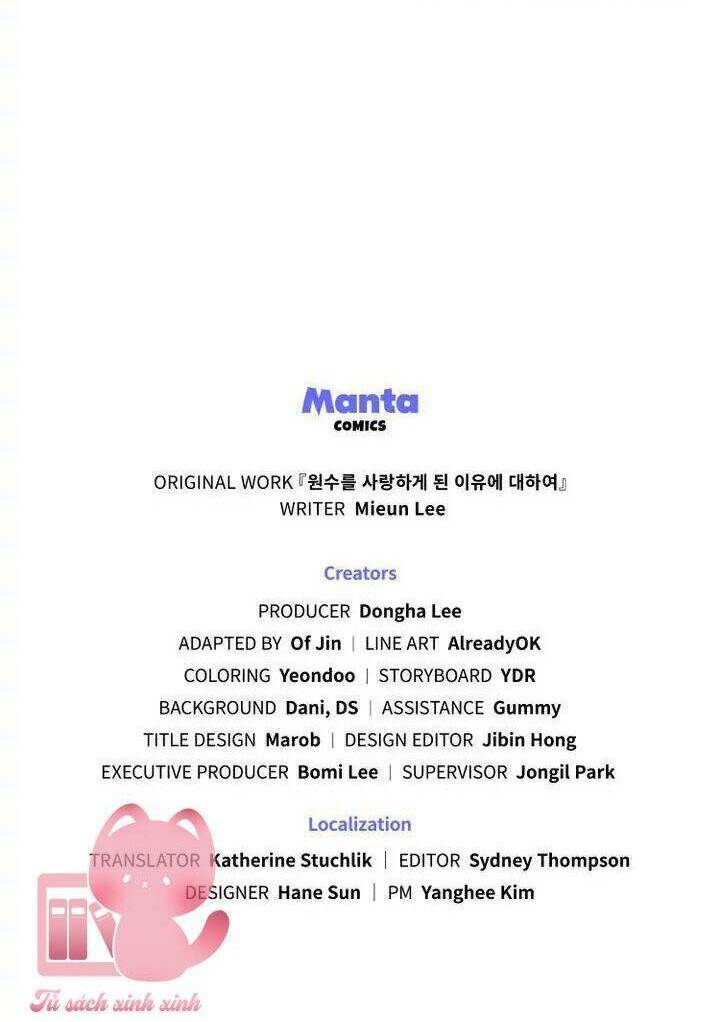 Manta
COMICS
ORIGINAL WORK『원수를 사랑하게 된 이유에 대하여』
WRITER Mieun Lee
Creators
PRODUCER Dongha Lee
ADAPTED BY Of Jin | LINE ART AlreadyOK
COLORING Yeondoo | STORYBOARD YDR
BACKGROUND Dani, DS | ASSISTANCE Gummy
TITLE DESIGN Marob | DESIGN EDITOR Jibin Hong
EXECUTIVE PRODUCER Bomi Lee | SUPERVISOR Jongil Park
Localization
TRANSLATOR Katherine Stuchlik | EDITOR Sydney Thompson
DESIGNER Hane Sun | PM Yanghee Kim
Tủ sách xinh xinh